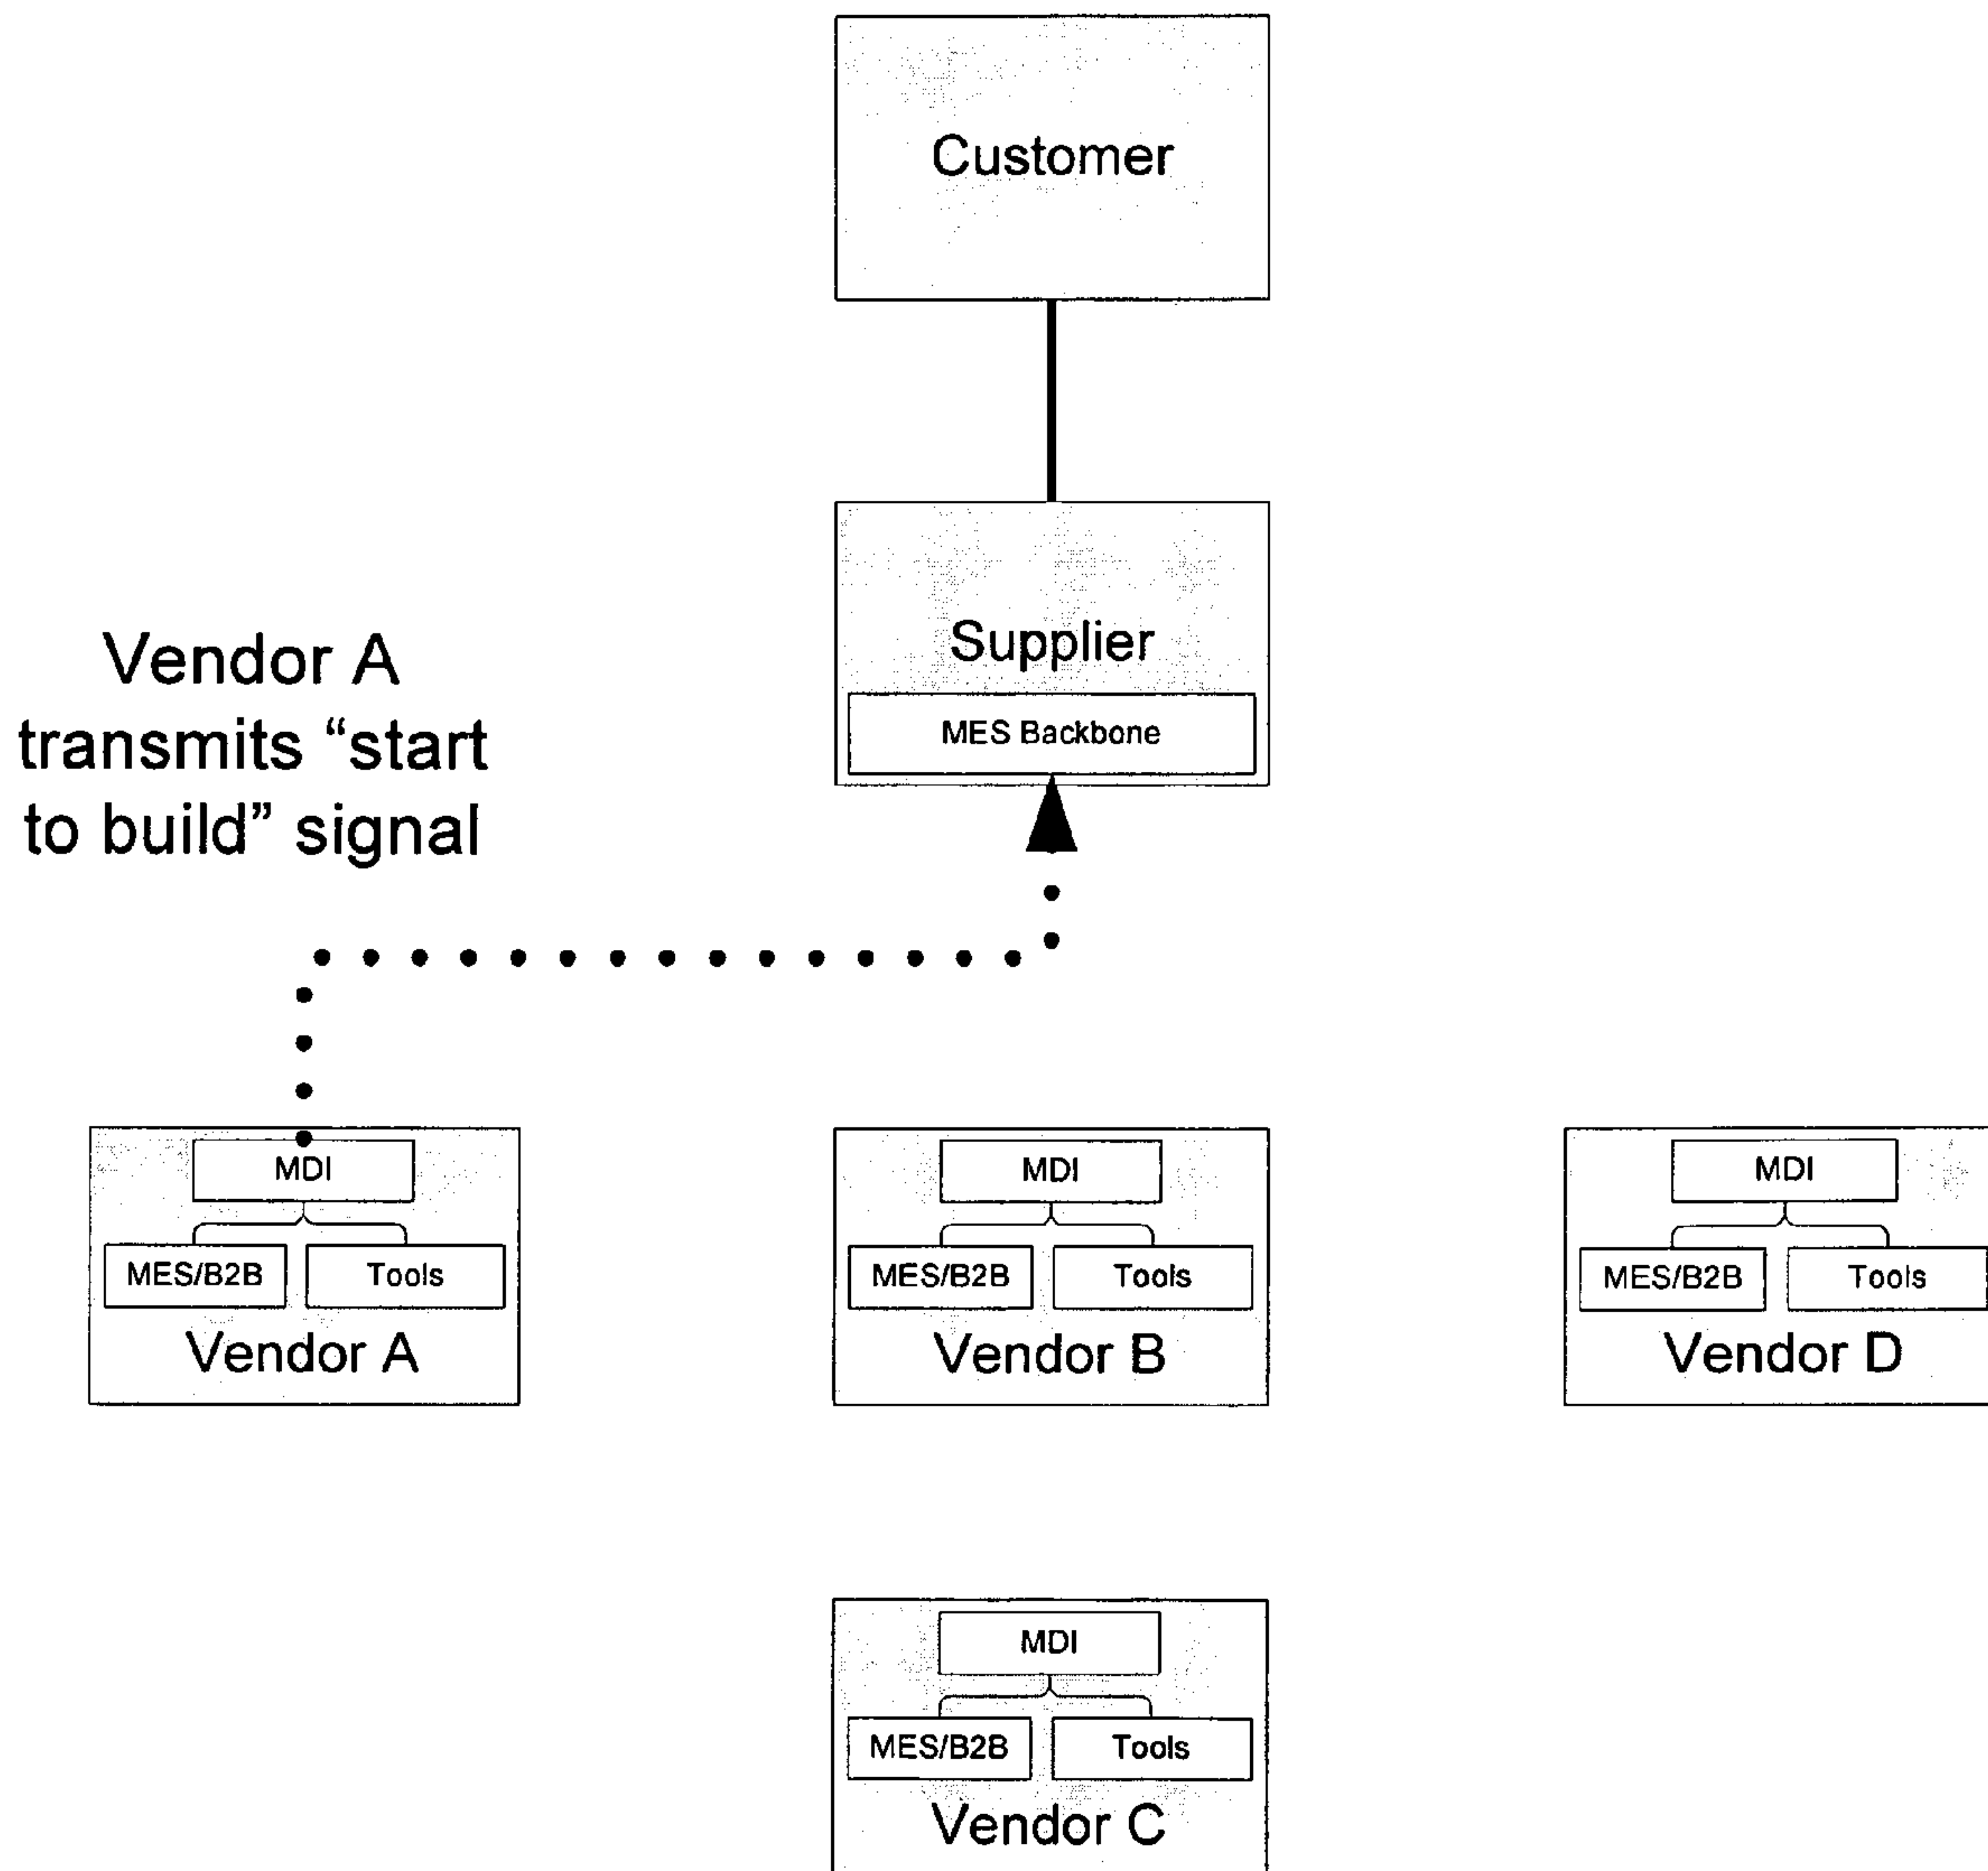 Customer
Supplier
MES Backbone
Vendor A
transmits “start
to build” signal
MDI
MES/B2B
Tools
Vendor A
MDI
MES/B2B
Tools
Vendor B
MDI
MES/B2B
Tools
Vendor D
MDI
MES/B2B
Tools
Vendor C